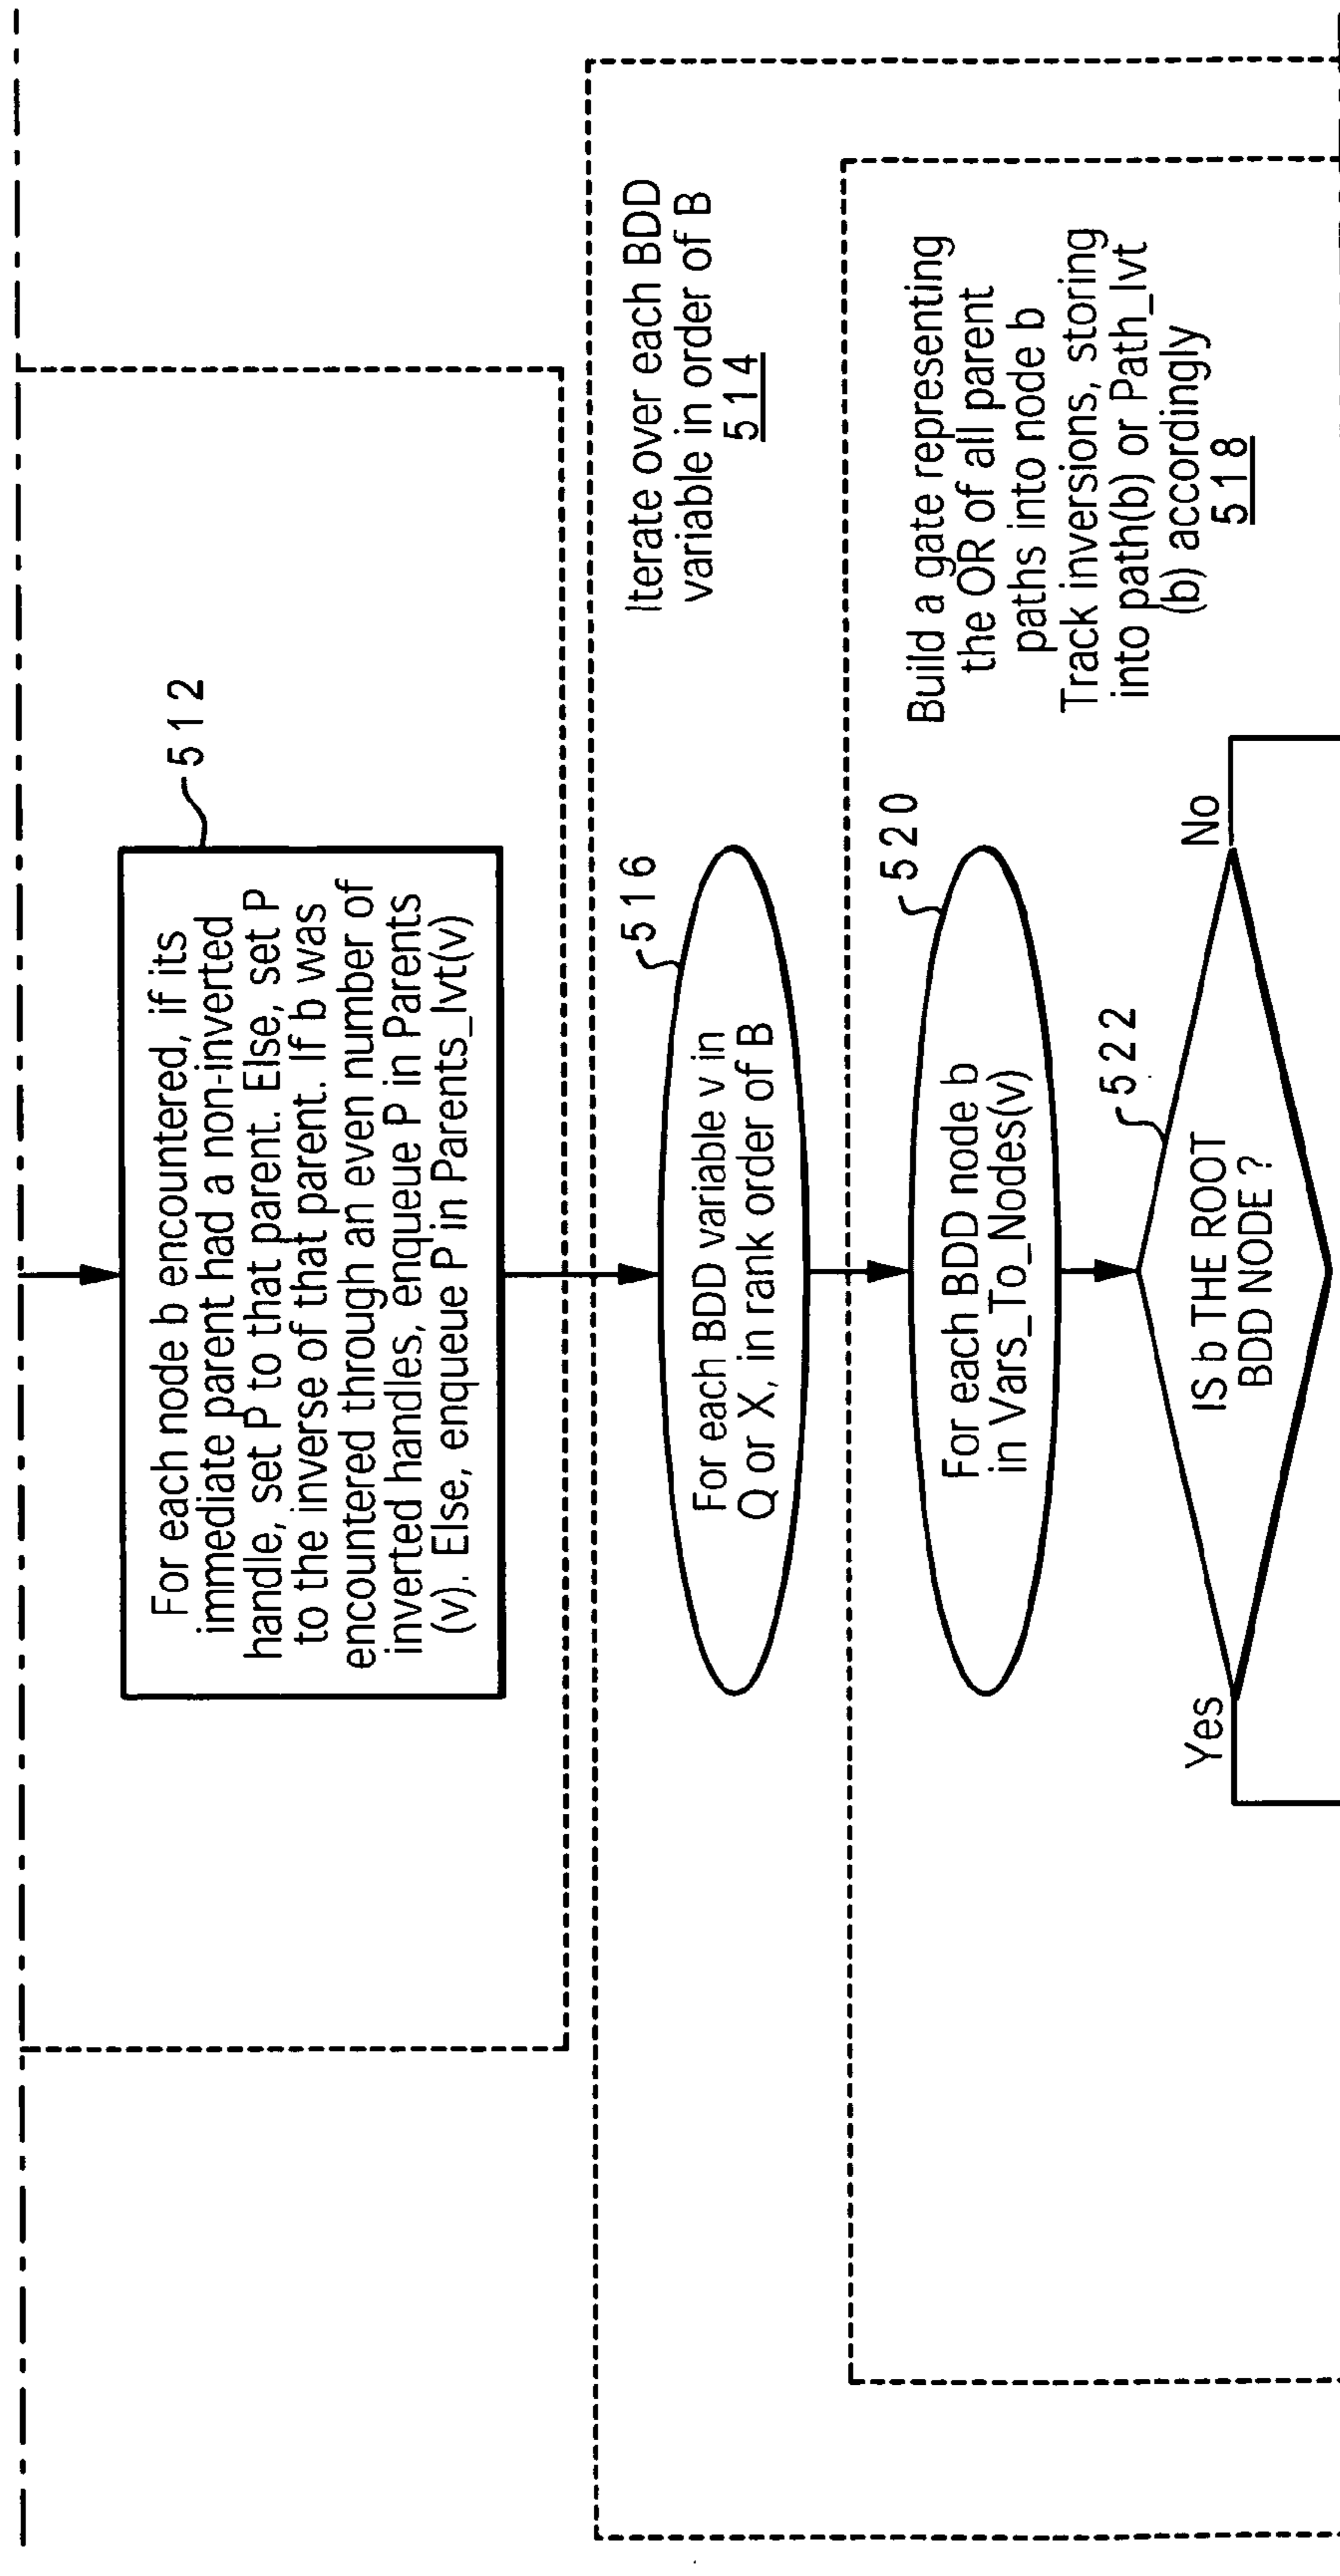 For each node b encountered, if its
immediate parent had a non-inverted
handle, set P to that parent. Else, set P
to the inverse of that parent. If b was
encountered through an even number of
inverted handles, enqueue P in Parents
(v). Else, enqueue P in Parents_Ivt(v)
512
Iterate over each BDD
variable in order of B
514
For each BDD variable v in
Q or X, in rank order of B
516
Build a gate representing
the OR of all parent
paths into node b
Track inversions, storing
into path(b) or Path_Ivt
(b) accordingly
518
For each BDD node b
in Vars_To_Nodes(v)
520
IS b THE ROOT
BDD NODE ?
522
Yes
No